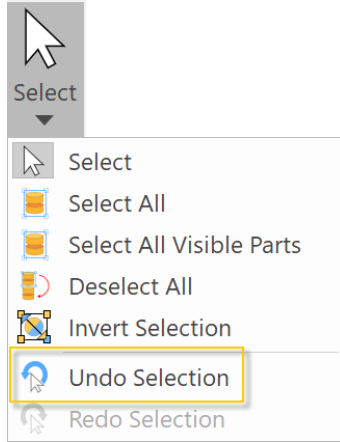 Select
Select
Select All
Select All Visible Parts
Deselect All
Invert Selection
Undo Selection
Redo Selection